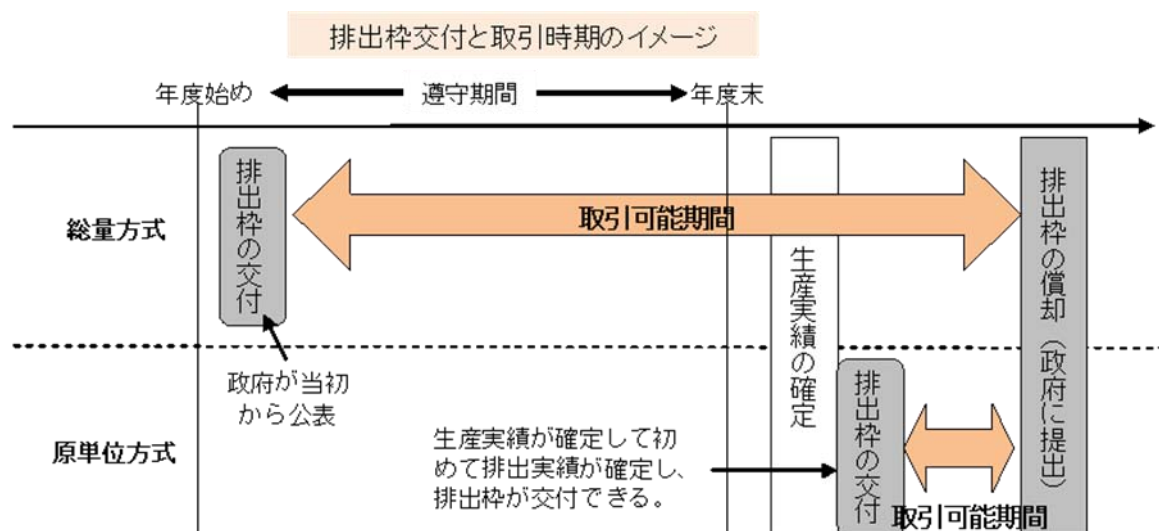 排出枠交付と取引時期のイメージ
年度始め
遵守期間
年度末
総量方式
排出枠の交付
取引可能期間
生産実績の確定
排出枠の償却（政府に提出）
政府が当初
から公表
原単位方式
生産実績が確定して初
めて排出実績が確定し、
排出枠が交付できる。
排出枠の交付
取引可能期間